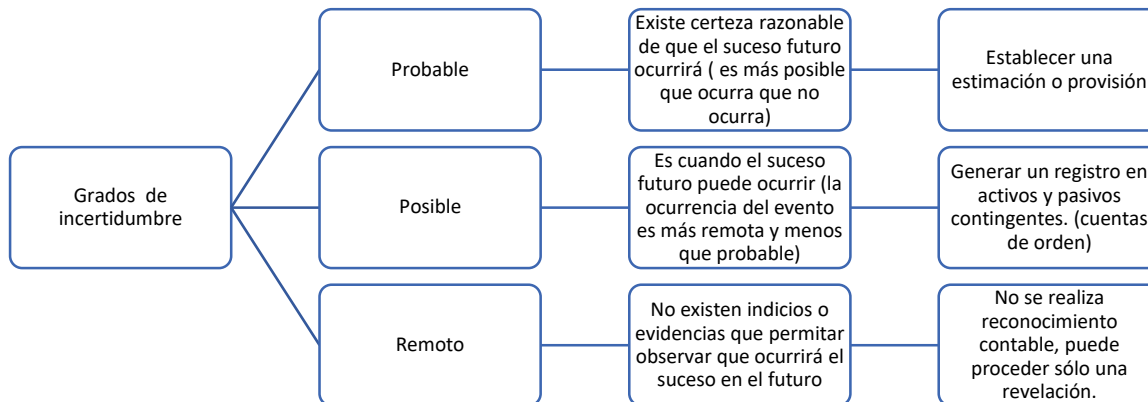 Grados de
incertidumbre
Probable
Existe certeza razonable
de que el suceso futuro
ocurrirá ( es más posible
que ocurra que no
ocurra)
Establecer una
estimación o provisión
Posible
Es cuando el suceso
futuro puede ocurrir (la
ocurrencia del evento
es más remota y menos
que probable)
Generar un registro en
activos y pasivos
contingentes. (cuentas
de orden)
Remoto
No existen indicios o
evidencias que permitar
observar que ocurrirá el
suceso en el futuro
No se realiza
reconocimiento
contable, puede
proceder sólo una
revelación.